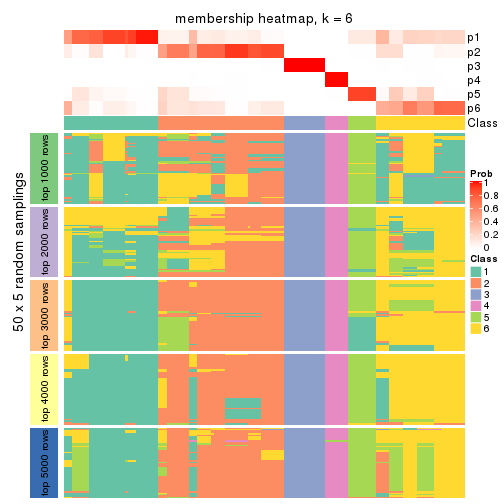 membership heatmap, k = 6
p1
p2
p3
p4
p5
p6
Class
50 x 5 random samplings
top 1000 rows
top 2000 rows
top 3000 rows
top 4000 rows
top 5000 rows
Prob
1
0.8
0.6
0.4
0.2
0
Class
1
2
3
4
5
6